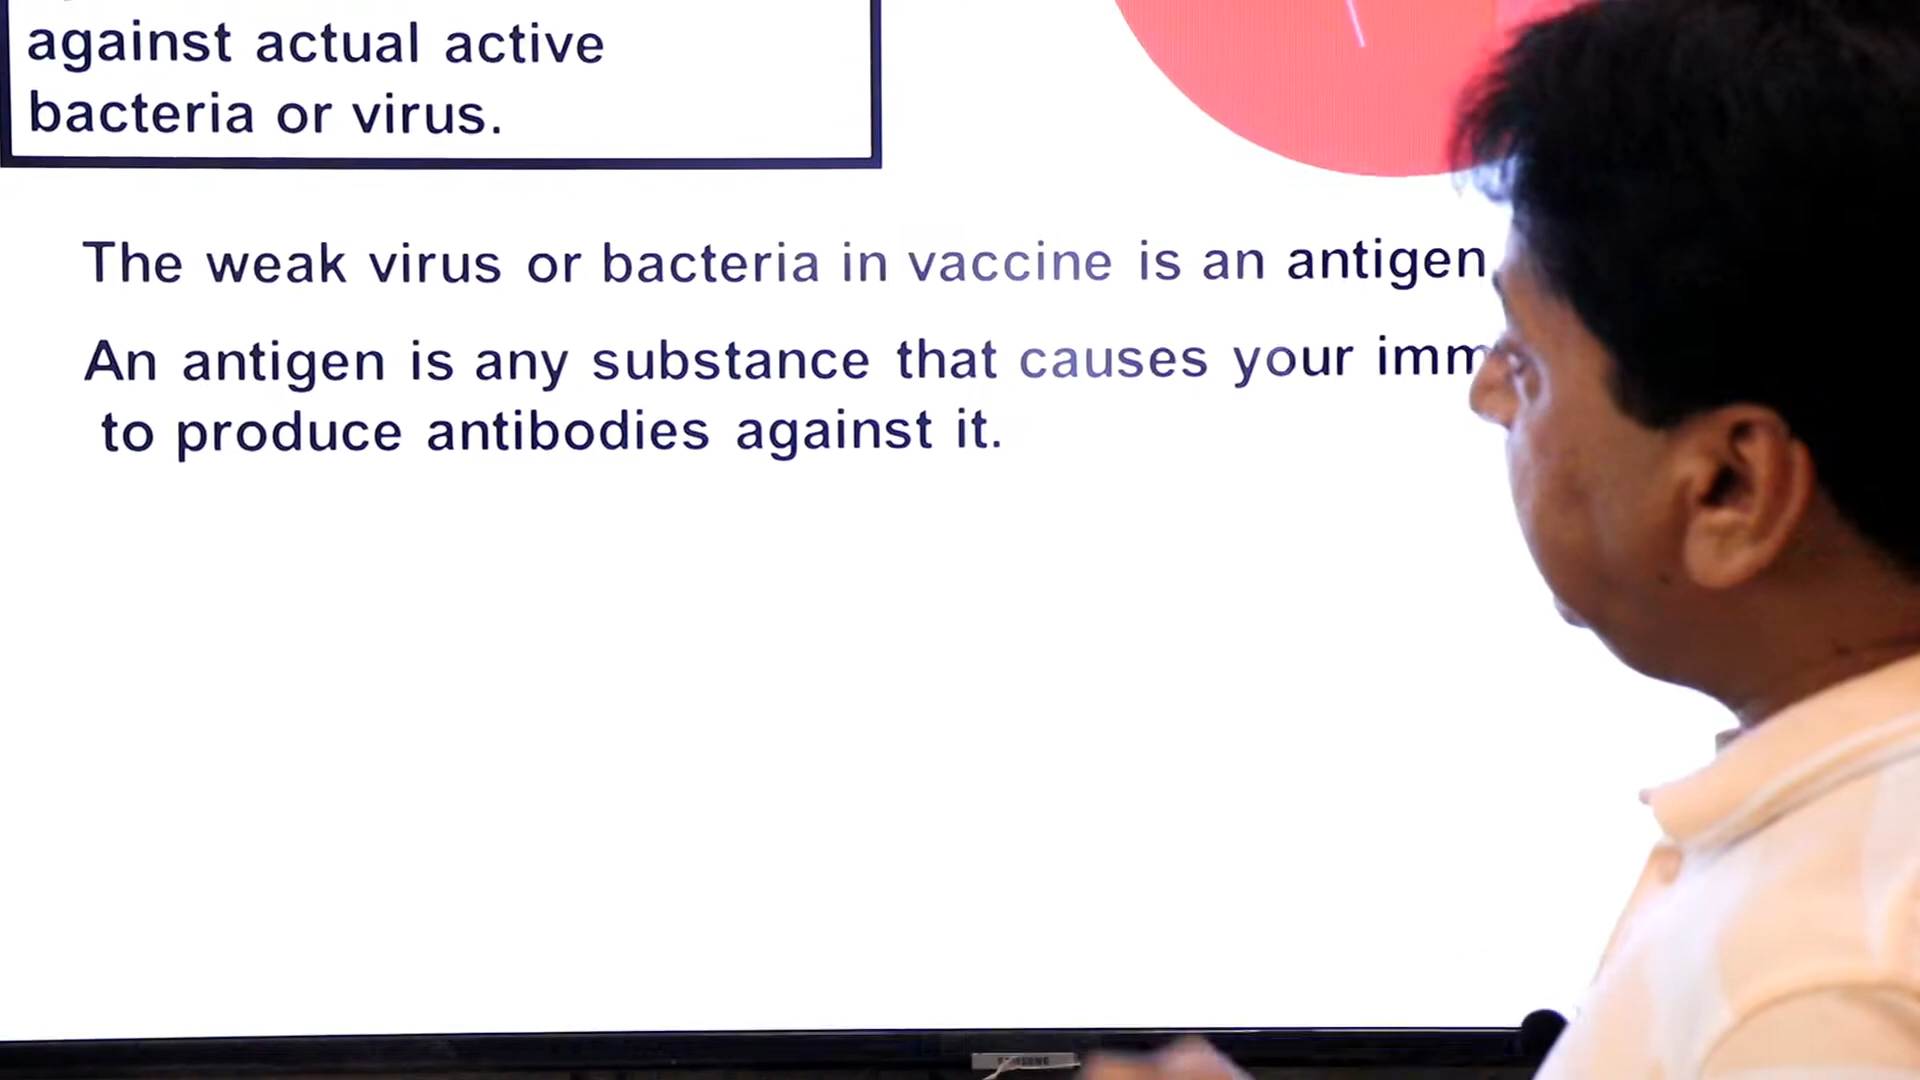 against actual active
bacteria or virus.
The weak virus or bacteria in vaccine is an antigen
An antigen is any substance that causes your
to produce antibodies against it.
SAMSUNG